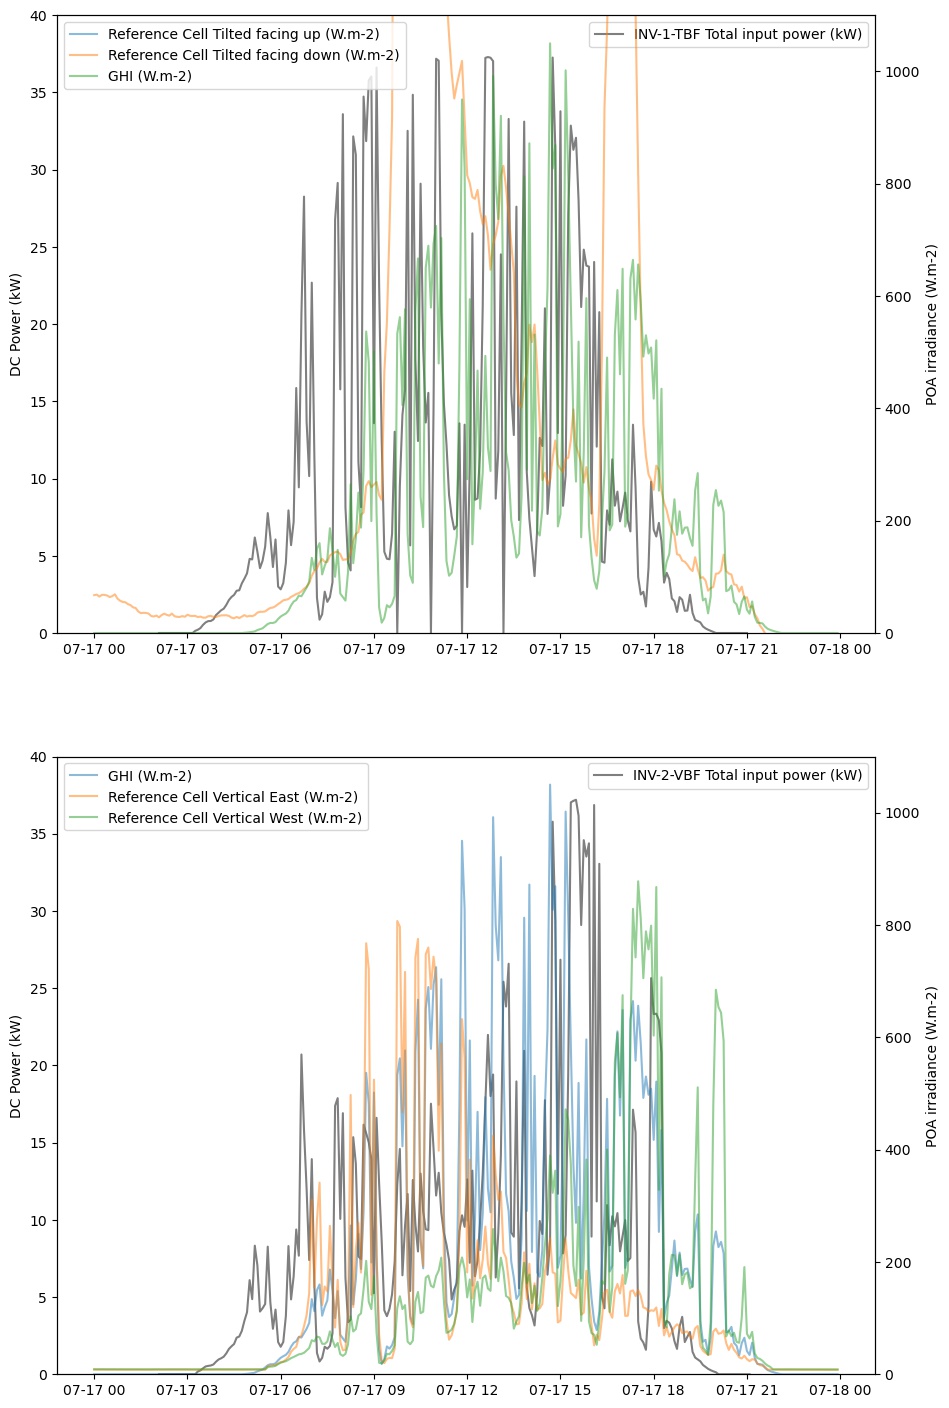 40
35
30
25
20
15
10
5
0
DC Power (kW)
Reference Cell Tilted facing up (W.m-2)
Reference Cell Tilted facing down (W.m-2)
GHI (W.m-2)
INV-1-TBF Total input power (kW)
1000
800
600
400
200
0
POA irradiance (W.m-2)
07-17 00 07-17 03 07-17 06 07-17 09 07-17 12 07-17 15 07-17 18 07-17 21 07-18 00
40
35
30
25
20
15
10
5
0
DC Power (kW)
GHI (W.m-2)
Reference Cell Vertical East (W.m-2)
Reference Cell Vertical West (W.m-2)
INV-2-VBF Total input power (kW)
1000
800
600
400
200
0
POA irradiance (W.m-2)
07-17 00 07-17 03 07-17 06 07-17 09 07-17 12 07-17 15 07-17 18 07-17 21 07-18 00